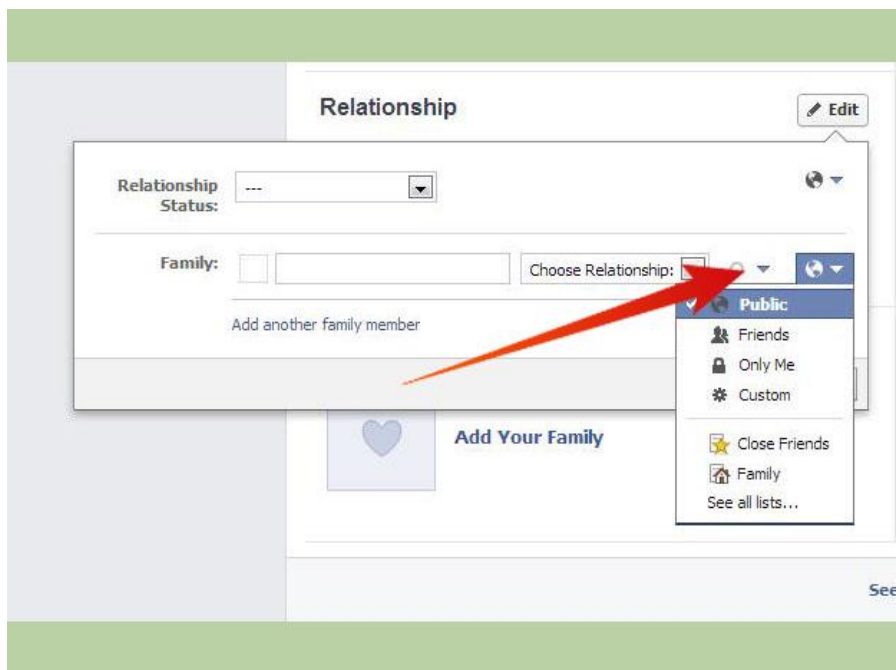 Relationship
Edit
Relationship
Status:
---
Family:
Choose Relationship:
Public
Add another family member
Friends
Only Me
Custom
Add Your Family
Close Friends
Family
See all lists...
See